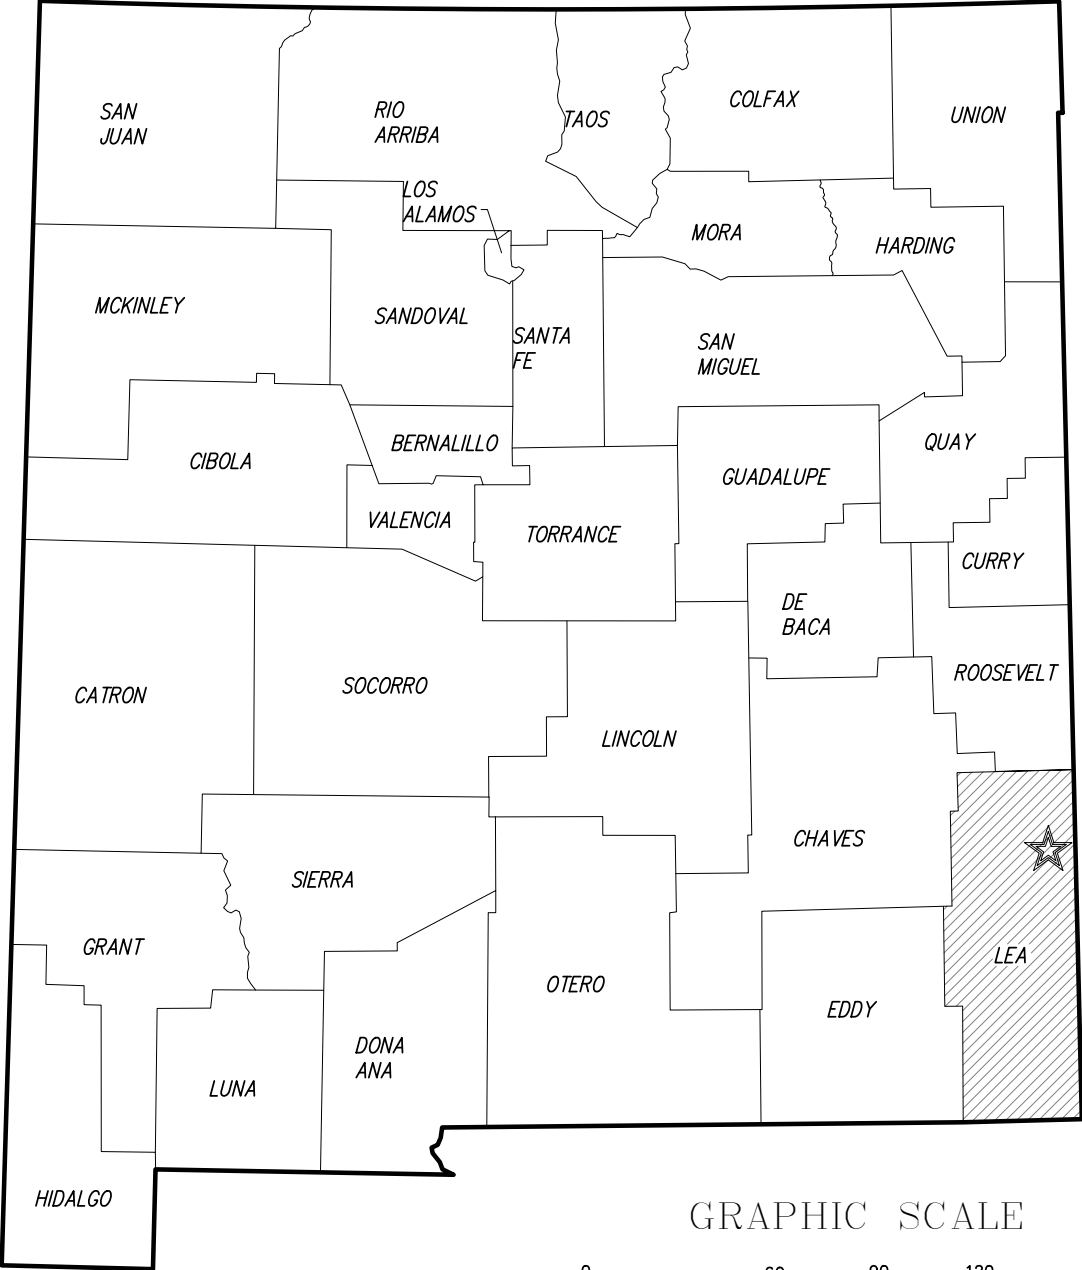 COLFAX
SAN
JUAN
RIO
ARRIBA
TAOS
UNION
LOS
ALAMOS
MORA
HARDING
MCKINLEY
SANDOVAL
SANTA
FE
SAN
MIGUEL
BERNALILLO
QUAY
CIBOLA
GUADALUPE
VALENCIA
TORRANCE
CURRY
DE
BACA
ROOSEVELT
CATRON
SOCORRO
LINCOLN
CHAVES
SIERRA
GRANT
LEA
OTERO
EDDY
DONA
ANA
LUNA
HIDALGO
GRAPHIC SCALE